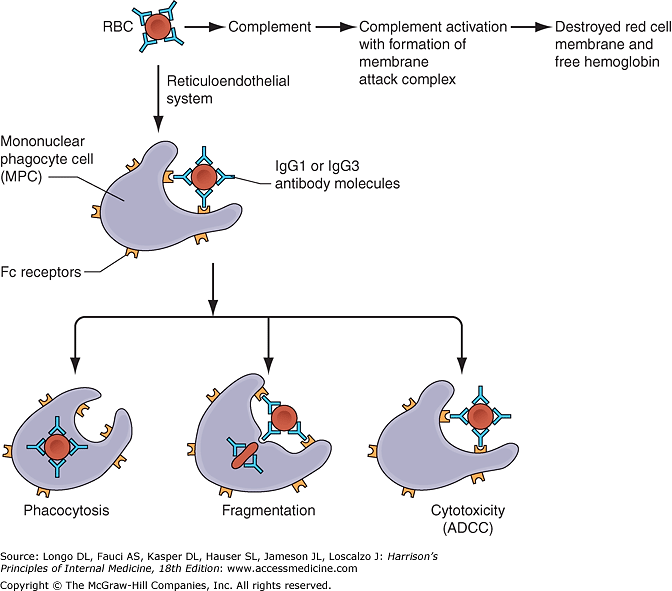 RBC
Complement
Complement activation
with formation of
membrane
attack complex
Destroyed red cell
membrane and
free hemoglobin
Reticuloendothelial
system
Mononuclear
phagocyte cell
(MPC)
IgG1 or IgG3
antibody molecules
Fc receptors
Phacocytosis
Fragmentation
Cytotoxicity
(ADCC)
Source: Longo DL, Fauci AS, Kasper DL, Hauser SL, Jameson JL, Loscalzo J: Harrison's
Principles of Internal Medicine, 18th Edition: www.accessmedicine.com
Copyright © The McGraw-Hill Companies, Inc. All rights reserved.